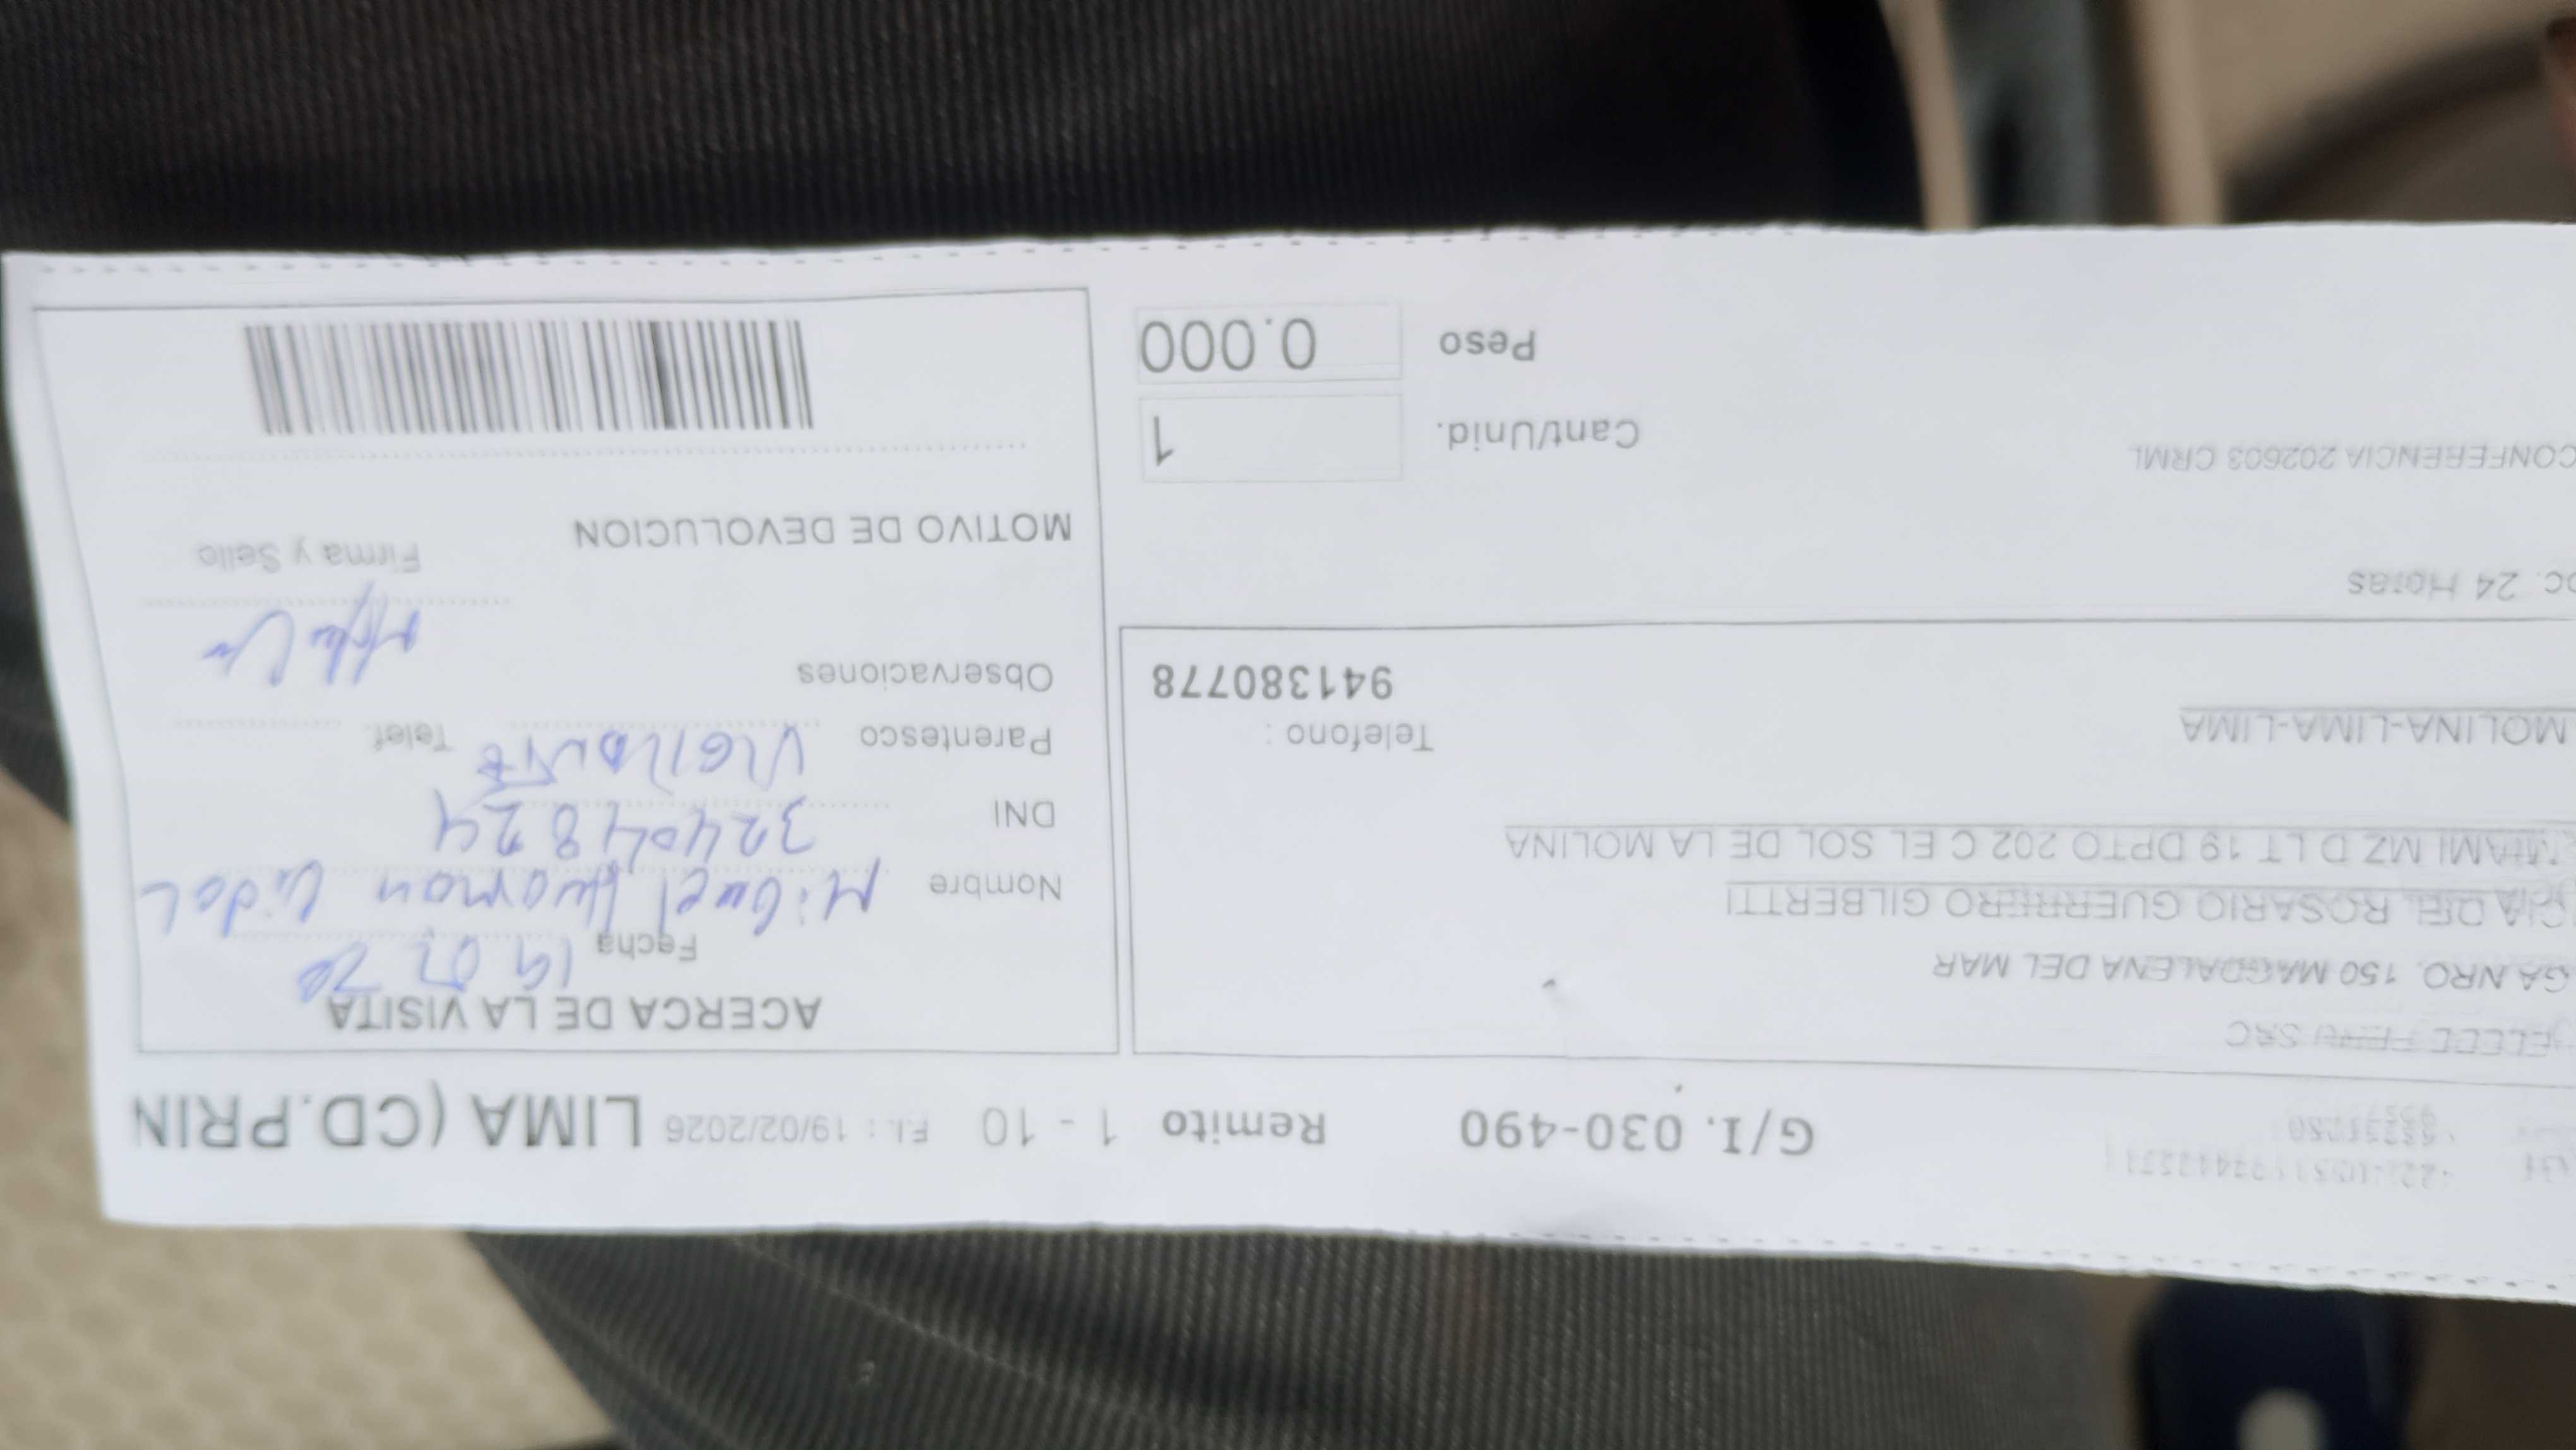 G/I. 030-490 Remito 1 - 10 F.I.: 19/02/2026 LIMA (CD.PRIN
SRC
GA NRO. 150 MAGDALENA DEL MAR
CIA DEL ROSARIO GUERRERO GILBERTTI
MIAMI MZ D LT 19 DPTO 202 C EL SOL DE LA MOLINA
MOLINA-LIMA-LIMA
Telefono :
941380778
24 Horas
CONFERENCIA 202603 CRML
Cant/Unid. 1
Peso 0.000
ACERCA DE LA VISITA
Fecha 19 02
Nombre Miguel Huaman Vidal
DNI 32404824
Parentesco VIGILANTE Telef.
Observaciones
Firma y Sello
MOTIVO DE DEVOLUCION